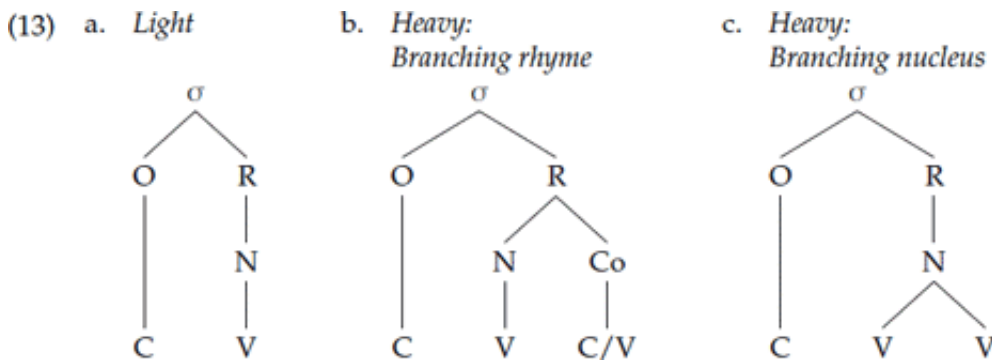 (13) a. Light b. Heavy: c. Heavy:
Branching rhyme Branching nucleus
σ σ σ
O R O R O R
N N Co N
C V C V C/V C V V